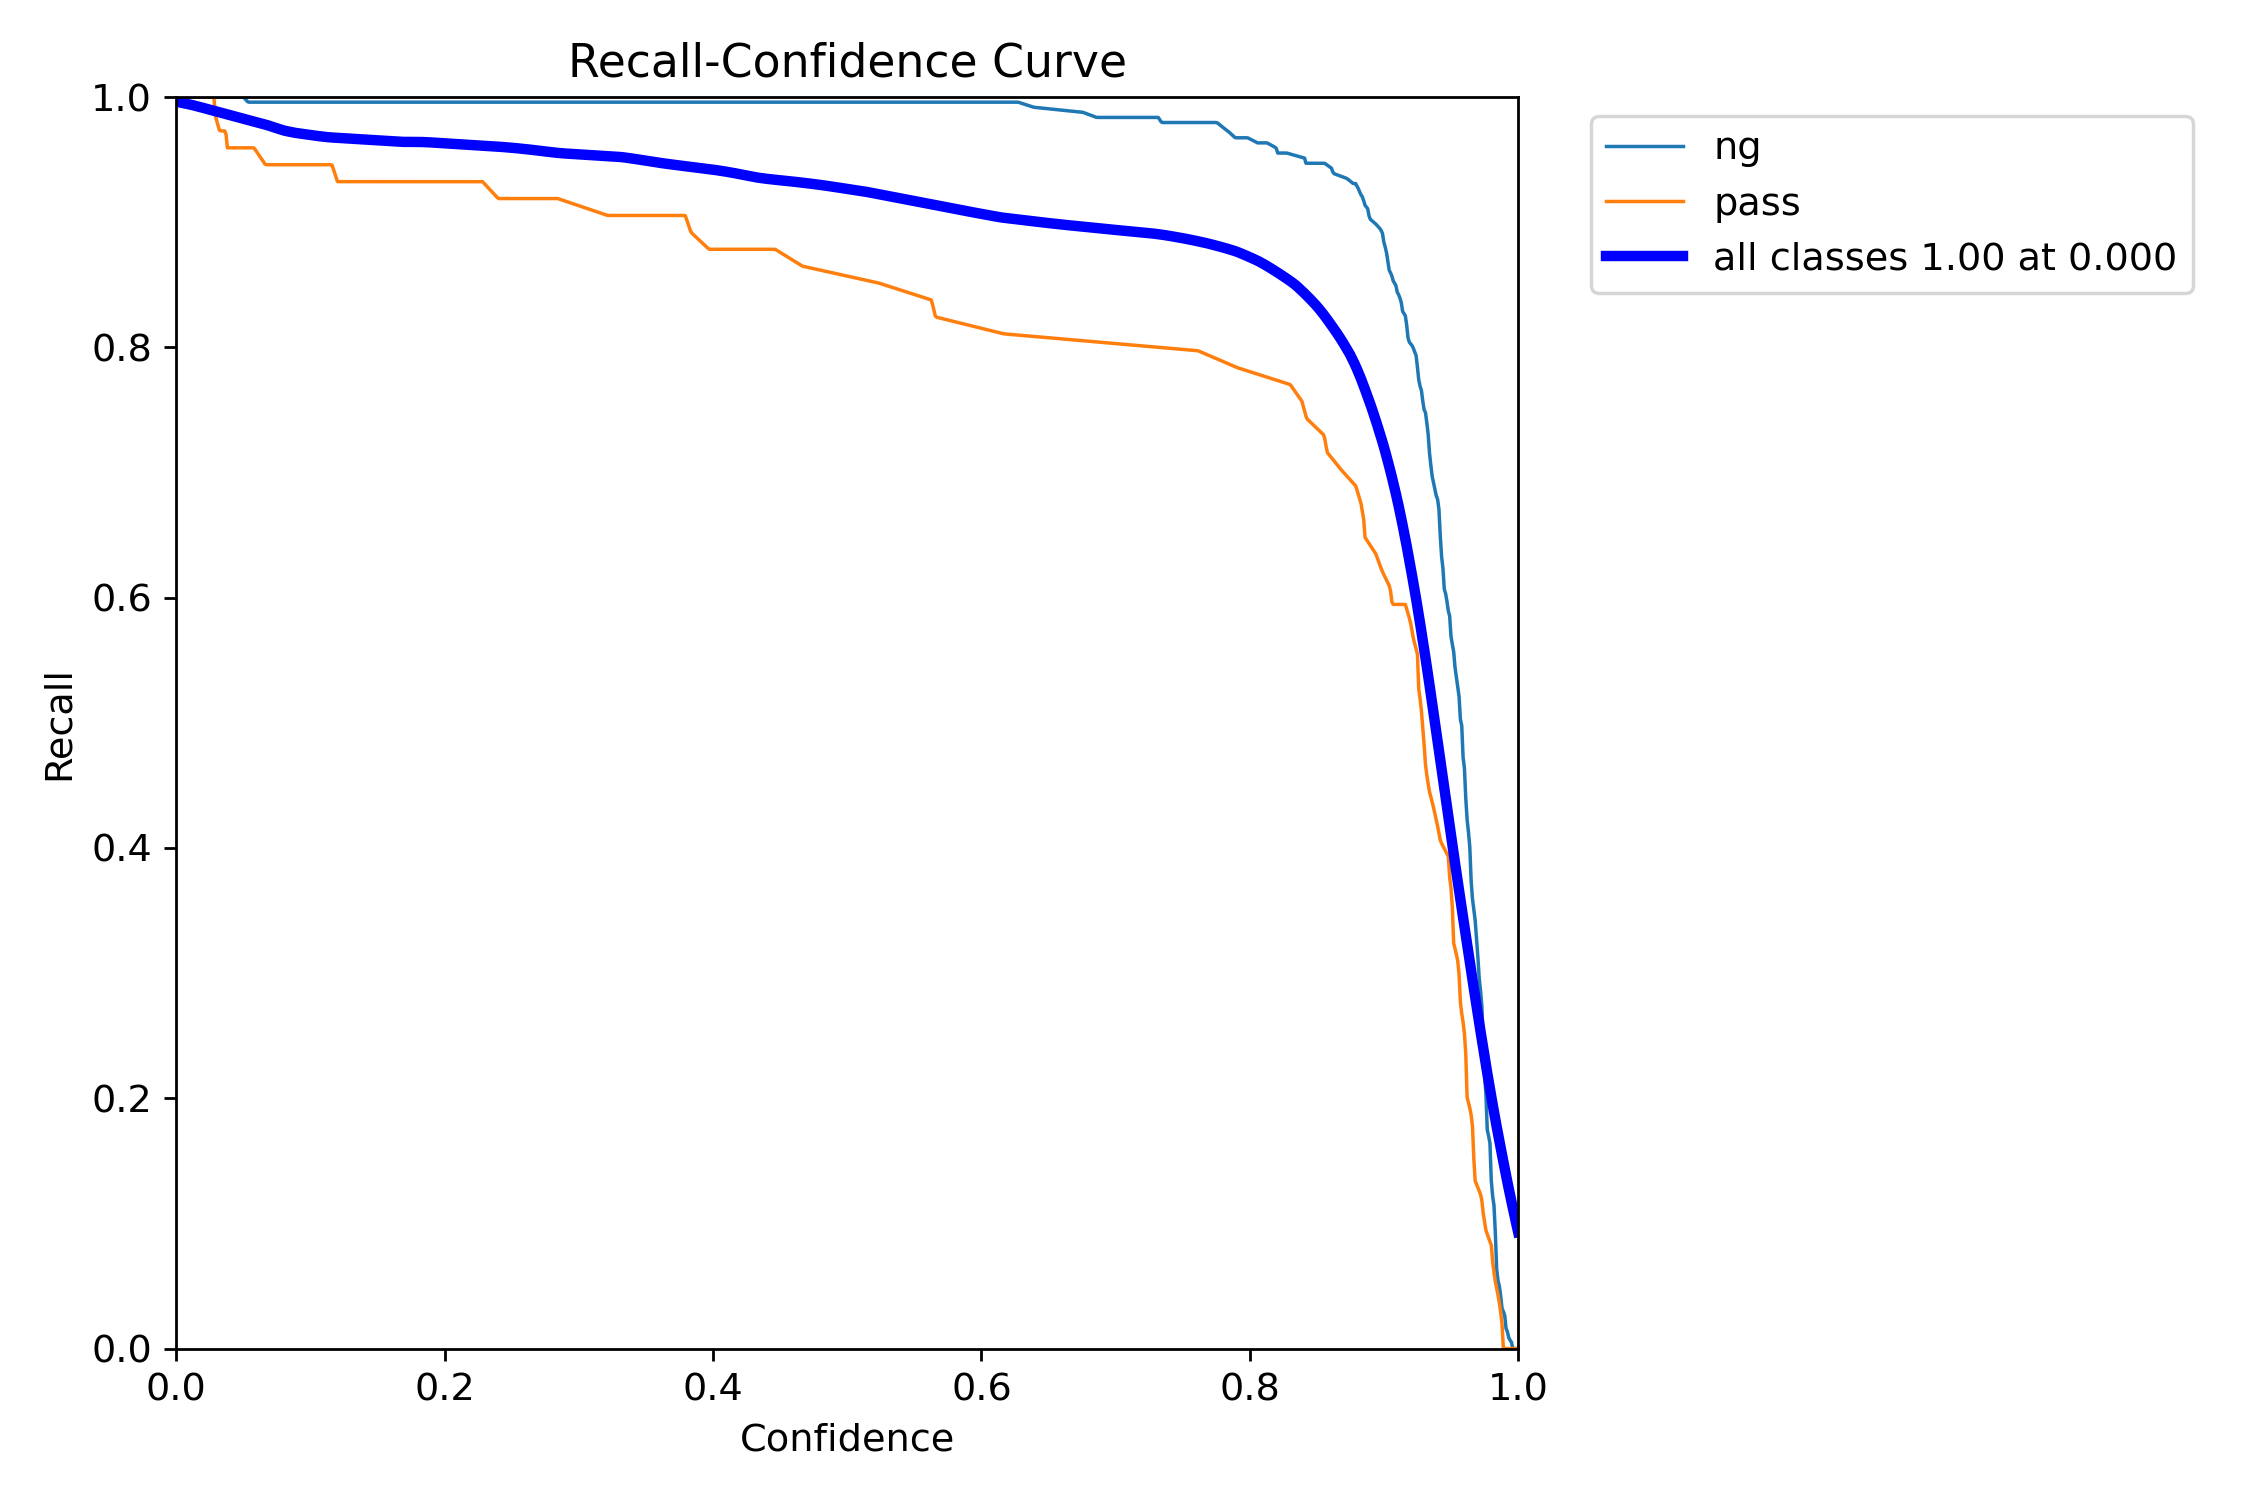 Recall-Confidence Curve
1.0
0.8
0.6
0.4
0.2
0.0
Recall
0.0 0.2 0.4 0.6 0.8 1.0
Confidence
ng
pass
all classes 1.00 at 0.000